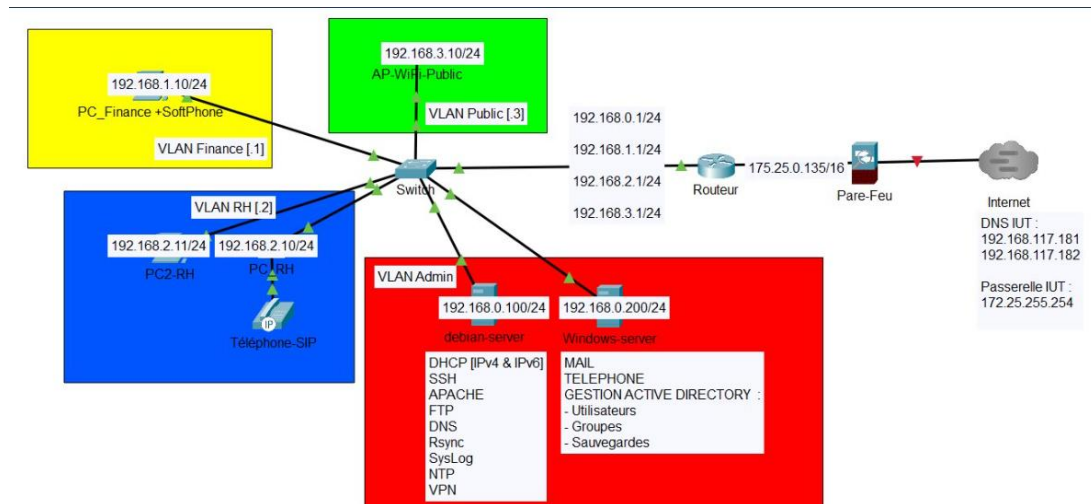 192.168.1.10/24
PC_Finance +SoftPhone
VLAN Finance [.1]
192.168.3.10/24
AP-WiFi-Public
VLAN Public [.3]
Switch
192.168.0.1/24
192.168.1.1/24
192.168.2.1/24
192.168.3.1/24
Routeur
175.25.0.135/16
Pare-Feu
Internet
DNS IUT :
192.168.117.181
192.168.117.182
Passerelle IUT :
172.25.255.254
VLAN RH [.2]
192.168.2.11/24
PC2-RH
192.168.2.10/24
PC RH
IP
Téléphone-SIP
VLAN Admin
192.168.0.100/24
debian-server
DHCP [IPv4 & IPv6]
SSH
APACHE
FTP
DNS
Rsync
SysLog
NTP
VPN
192.168.0.200/24
Windows-server
MAIL
TELEPHONE
GESTION ACTIVE DIRECTORY :
- Utilisateurs
- Groupes
- Sauvegardes